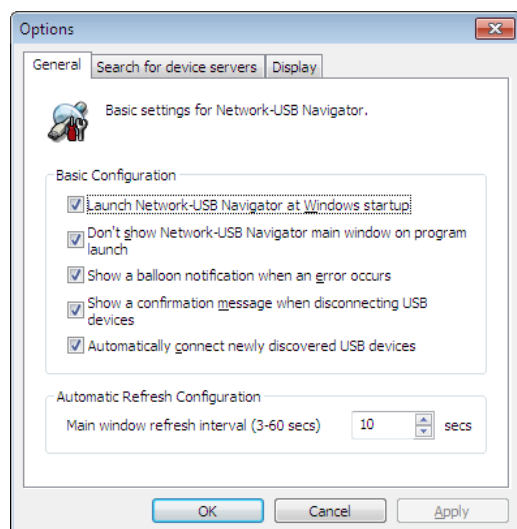 Options
General Search for device servers Display
Basic settings for Network-USB Navigator.
Basic Configuration
Launch Network-USB Navigator at Windows startup
Don't show Network-USB Navigator main window on program
launch
Show a balloon notification when an error occurs
Show a confirmation message when disconnecting USB
devices
Automatically connect newly discovered USB devices
Automatic Refresh Configuration
Main window refresh interval (3-60 secs) 10 secs
OK Cancel Apply